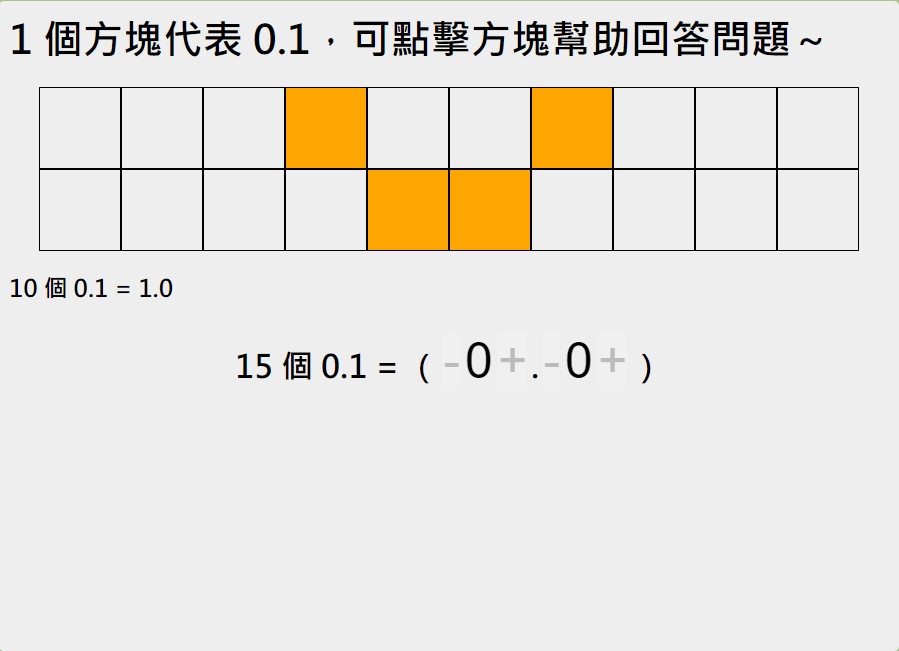 1 個方塊代表 0.1，可點擊方塊幫助回答問題～
10 個 0.1 = 1.0
15 個 0.1 = ( -0+.-0+ )